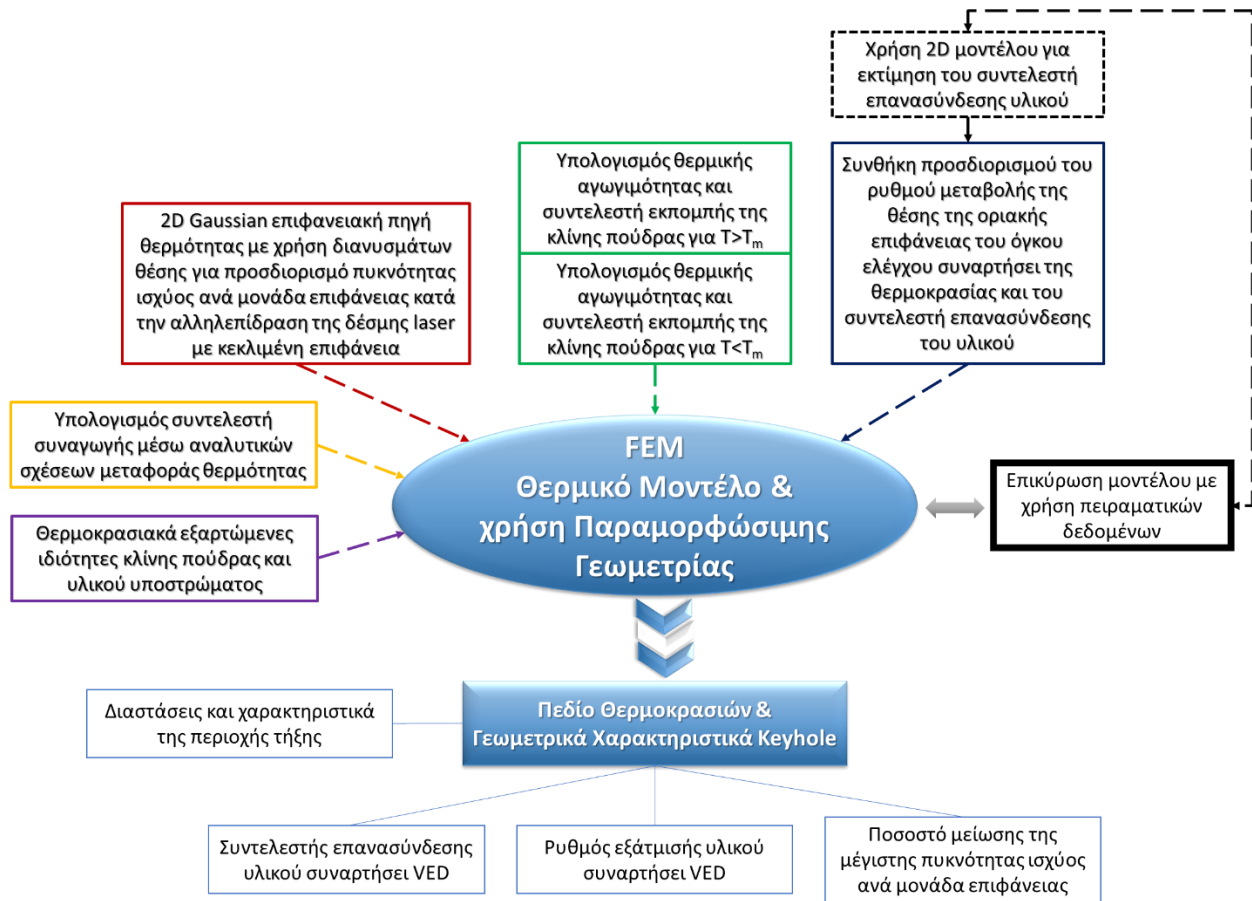 Χρήση 2D μοντέλου για
εκτίμηση του συντελεστή
επανασύνδεσης υλικού
2D Gaussian επιφανειακή πηγή
θερμότητας με χρήση διανυσμάτων
θέσης για προσδιορισμό πυκνότητας
ισχύος ανά μονάδα επιφάνειας κατά
την αλληλεπίδραση της δέσμης laser
με κεκλιμένη επιφάνεια
Υπολογισμός θερμικής
αγωγιμότητας και
συντελεστή εκπομπής της
κλίνης πούδρας για T>Tm
Υπολογισμός θερμικής
αγωγιμότητας και
συντελεστή εκπομπής της
κλίνης πούδρας για T<Tm
Συνθήκη προσδιορισμού του
ρυθμού μεταβολής της
θέσης της οριακής
επιφάνειας του όγκου
ελέγχου συναρτήσει της
θερμοκρασίας και του
συντελεστή επανασύνδεσης
του υλικού
Υπολογισμός συντελεστή
συναγωγής μέσω αναλυτικών
σχέσεων μεταφοράς θερμότητας
Θερμοκρασιακά εξαρτώμενες
ιδιότητες κλίνης πούδρας και
υλικού υποστρώματος
FEM
Θερμικό Μοντέλο &
χρήση Παραμορφώσιμης
Γεωμετρίας
Επικύρωση μοντέλου με
χρήση πειραματικών
δεδομένων
Πεδίο Θερμοκρασιών &
Γεωμετρικά Χαρακτηριστικά Keyhole
Διαστάσεις και χαρακτηριστικά
της περιοχής τήξης
Συντελεστής επανασύνδεσης
υλικού συναρτήσει VED
Ρυθμός εξάτμισής υλικού
συναρτήσει VED
Ποσοστό μείωσης της
μέγιστης πυκνότητας ισχύος
ανά μονάδα επιφάνειας